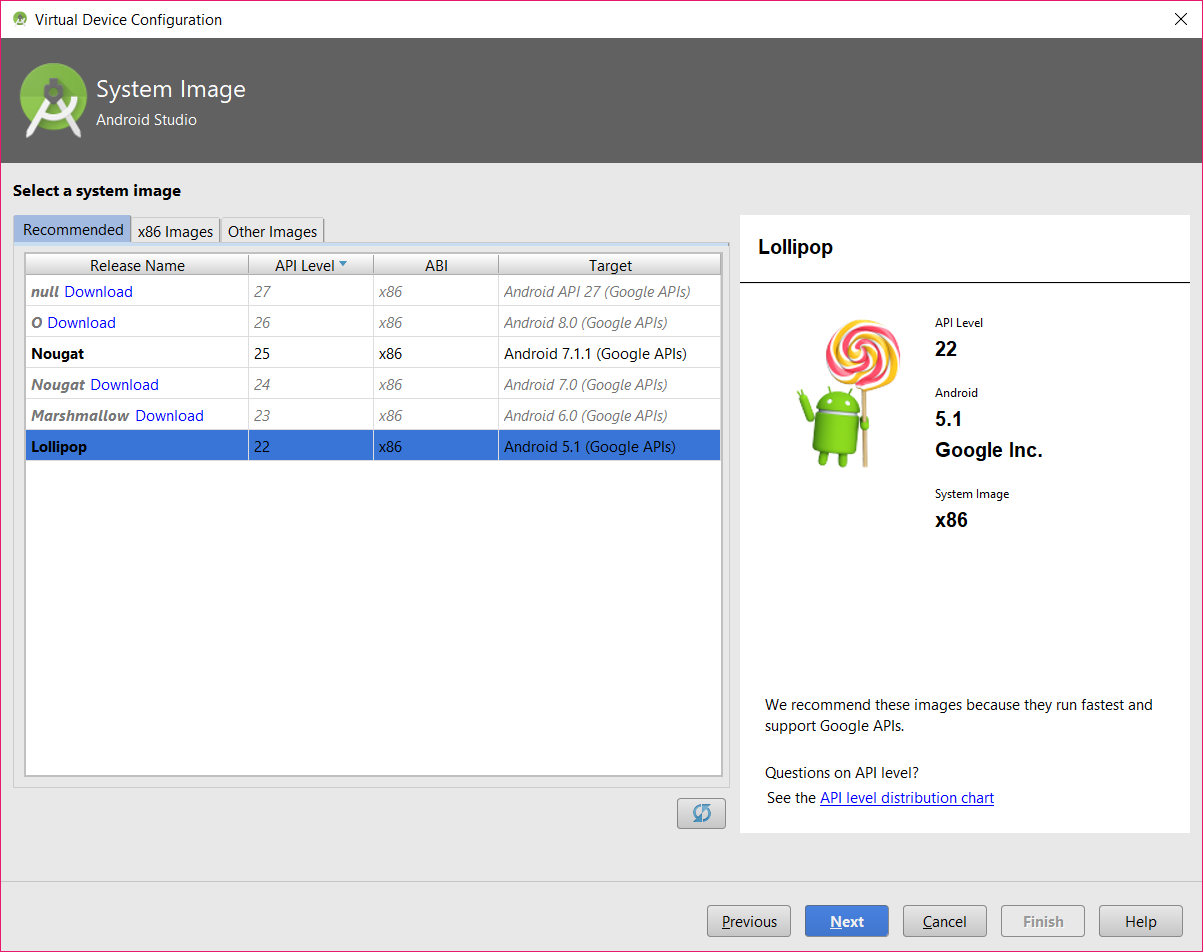 Virtual Device Configuration
System Image
Android Studio
Select a system image
Recommended x86 Images Other Images
Release Name API Level ABI Target
null Download 27 x86 Android API 27 (Google APIs)
O Download 26 x86 Android 8.0 (Google APIs)
Nougat 25 x86 Android 7.1.1 (Google APIs)
Nougat Download 24 x86 Android 7.0 (Google APIs)
Marshmallow Download 23 x86 Android 6.0 (Google APIs)
Lollipop 22 x86 Android 5.1 (Google APIs)
Lollipop
API Level
22
Android
5.1
Google Inc.
System Image
x86
We recommend these images because they run fastest and
support Google APIs.
Questions on API level?
See the API level distribution chart
Previous Next Cancel Finish Help